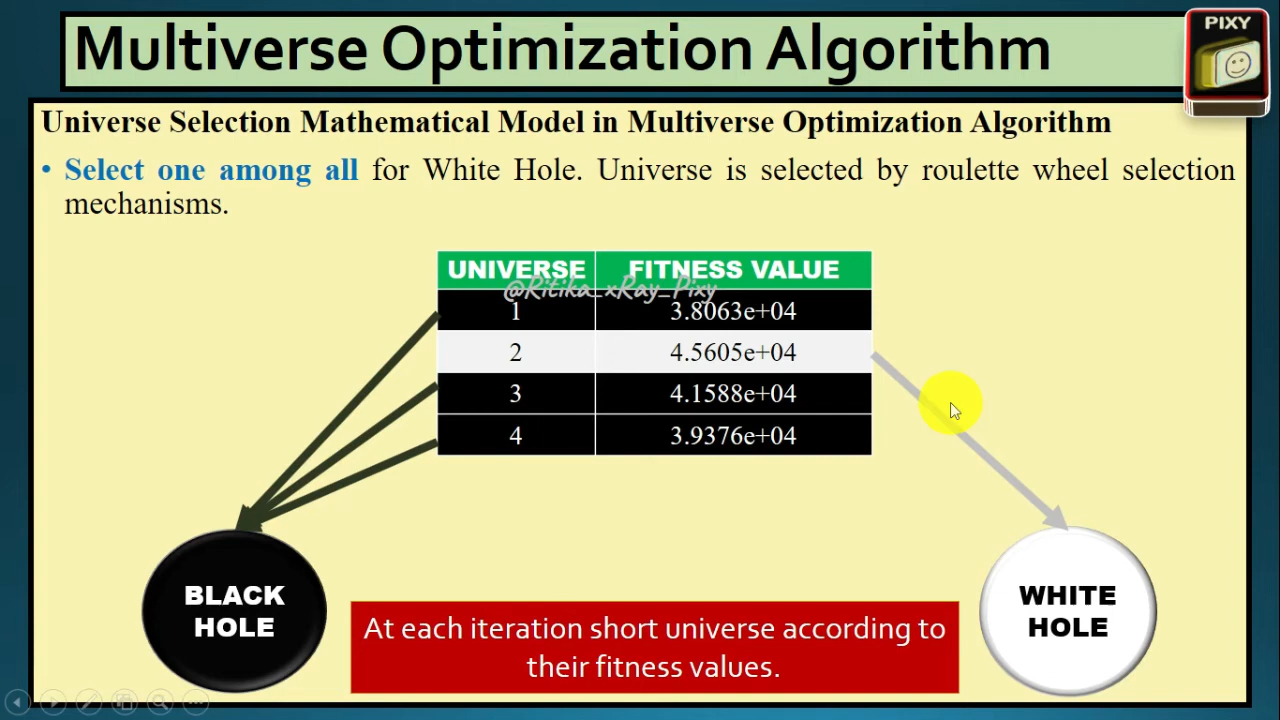 Multiverse Optimization Algorithm
PIXY
Universe Selection Mathematical Model in Multiverse Optimization Algorithm
• Select one among all for White Hole. Universe is selected by roulette wheel selection
mechanisms.
UNIVERSE FITNESS VALUE
@Ritika_xRay_Pixy
1 3.8063e+04
2 4.5605e+04
3 4.1588e+04
4 3.9376e+04
BLACK
HOLE
WHITE
HOLE
At each iteration short universe according to
their fitness values.